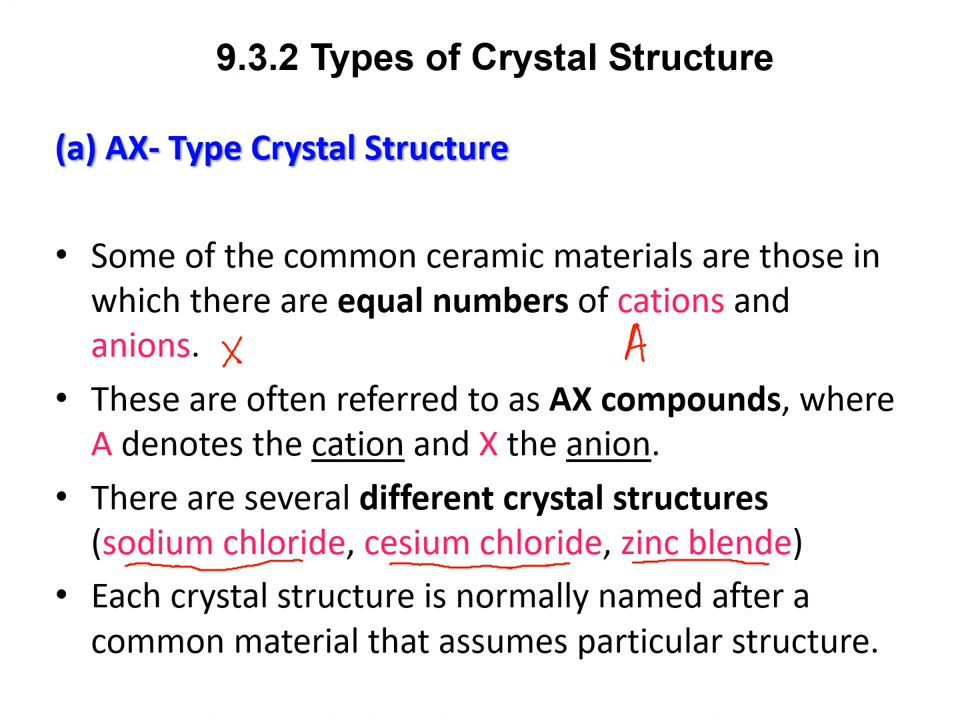 9.3.2 Types of Crystal Structure
(a) AX- Type Crystal Structure
• Some of the common ceramic materials are those in
which there are equal numbers of cations and
anions. X A
• These are often referred to as AX compounds, where
A denotes the cation and X the anion.
• There are several different crystal structures
(sodium chloride, cesium chloride, zinc blende)
• Each crystal structure is normally named after a
common material that assumes particular structure.